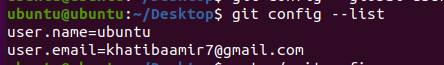 ubuntu@ubuntu:~/Desktop$ git config --list
user.name=ubuntu
user.email=khatibaamir7@gmail.com